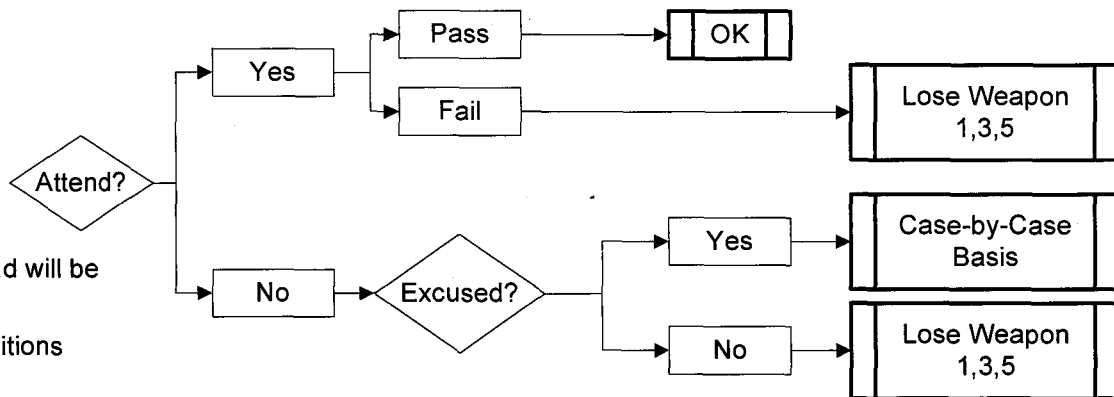 Pass
OK
Yes
Fail
Lose Weapon
1,3,5
Attend?
Case-by-Case
Basis
Yes
d will be
No
Excused?
itions
No
Lose Weapon
1,3,5